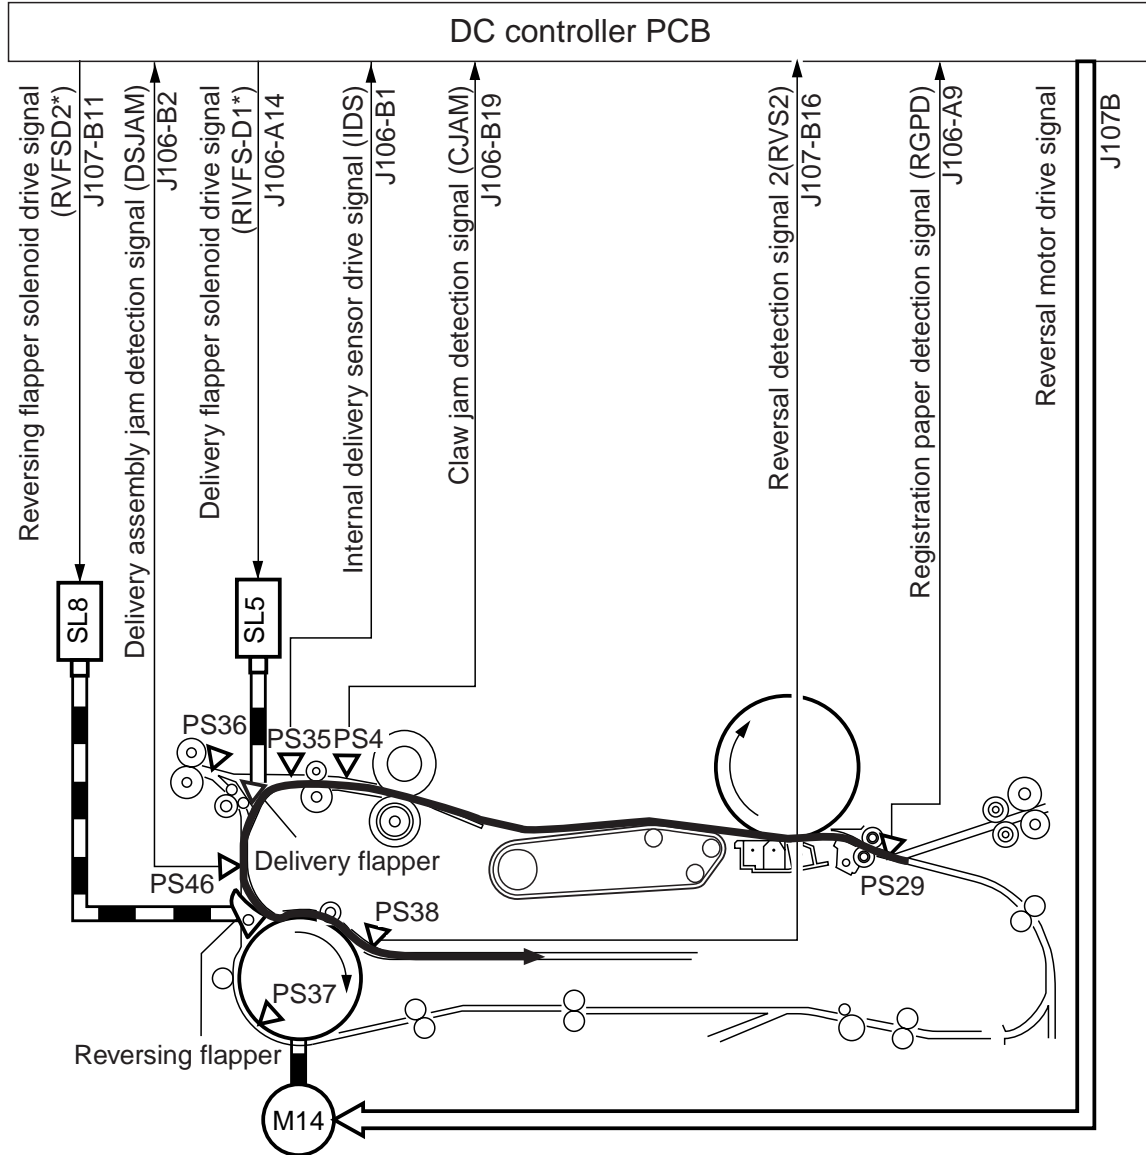 DC controller PCB
Reversing flapper solenoid drive signal
(RVFSD2*)
J107-B11
Delivery assembly jam detection signal (DSJAM)
J106-B2
Delivery flapper solenoid drive signal
(RIVFS-D1*)
J106-A14
Internal delivery sensor drive signal (IDS)
J106-B1
Claw jam detection signal (CJAM)
J106-B19
Reversal detection signal 2(RVS2)
J107-B16
Registration paper detection signal (RGPD)
J106-A9
Reversal motor drive signal
J107B
SL8
SL5
PS36
PS35
PS4
Delivery flapper
PS46
PS29
PS38
PS37
Reversing flapper
M14